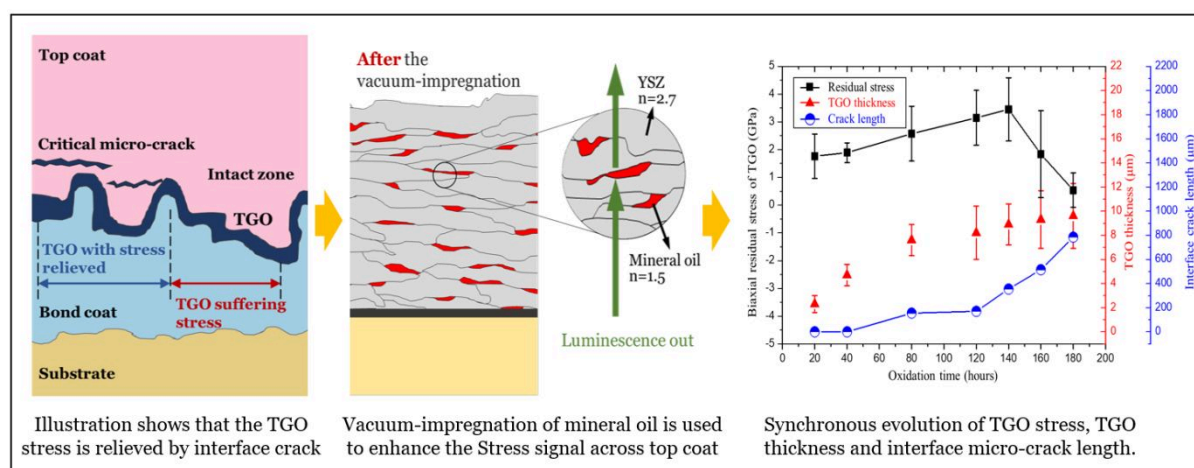 Top coat
Critical micro-crack
Intact zone
TGO
TGO with stress
relieved
TGO suffering
stress
Bond coat
Substrate
Illustration shows that the TGO
stress is relieved by interface crack
After the
vacuum-impregnation
YSZ
n=2.7
Mineral oil
n=1.5
Luminescence out
Vacuum-impregnation of mineral oil is used
to enhance the Stress signal across top coat
Residual stress
TGO thickness
Crack length
Biaxial residual stress of TGO (GPa)
5
4
3
2
1
0
-1
-2
-3
-4
-5
0 20 40 60 80 100 120 140 160 180 200
Oxidation time (hours)
22
20
18
16
14
12
10
8
6
4
2
0
-1
TGO thickness (μm)
2200
2000
1800
1600
1400
1200
1000
800
600
400
200
0
-100
Interface crack length (μm)
Synchronous evolution of TGO stress, TGO
thickness and interface micro-crack length.